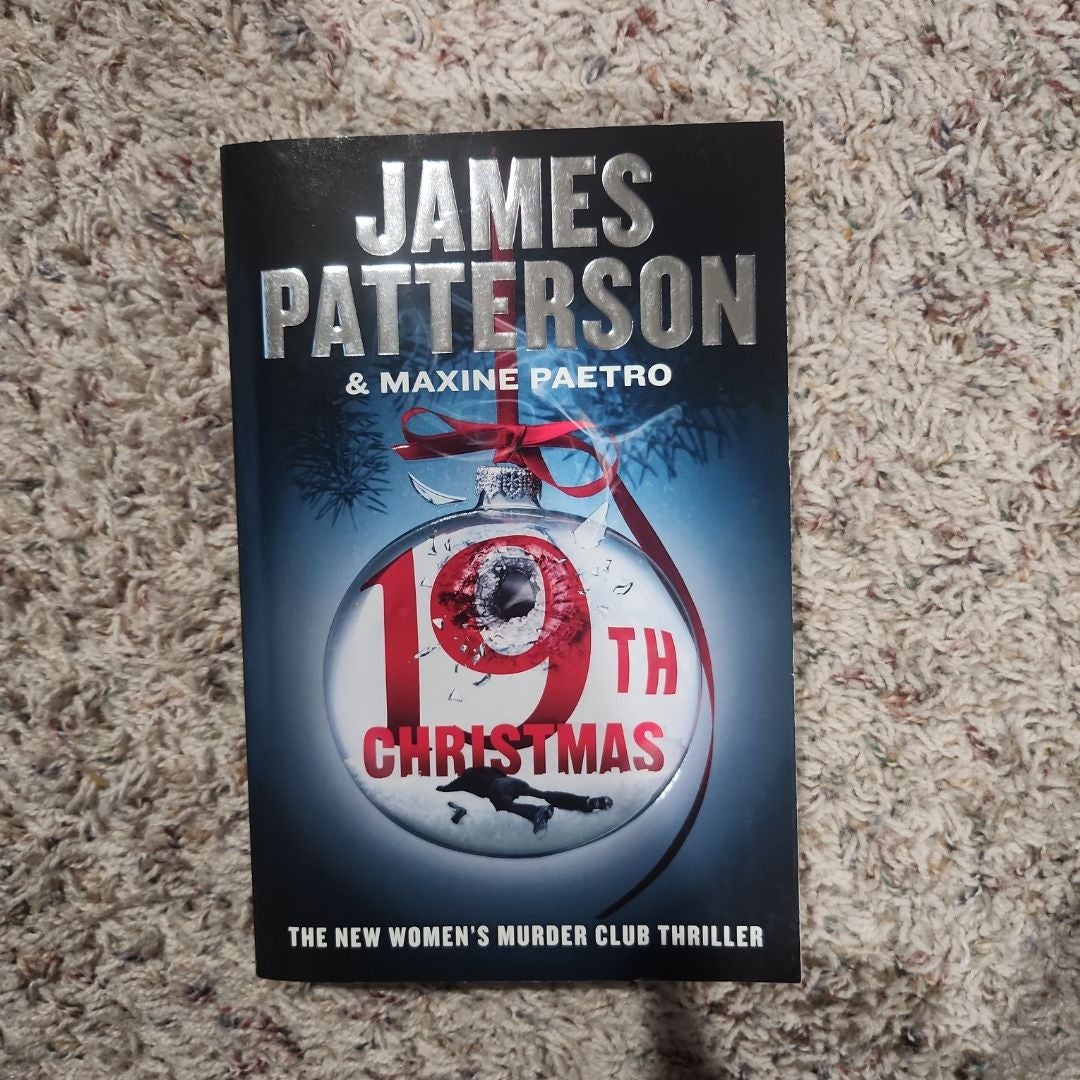 JAMES
PATTERSON
& MAXINE PAETRO
19TH
CHRISTMAS
THE NEW WOMEN'S MURDER CLUB THRILLER